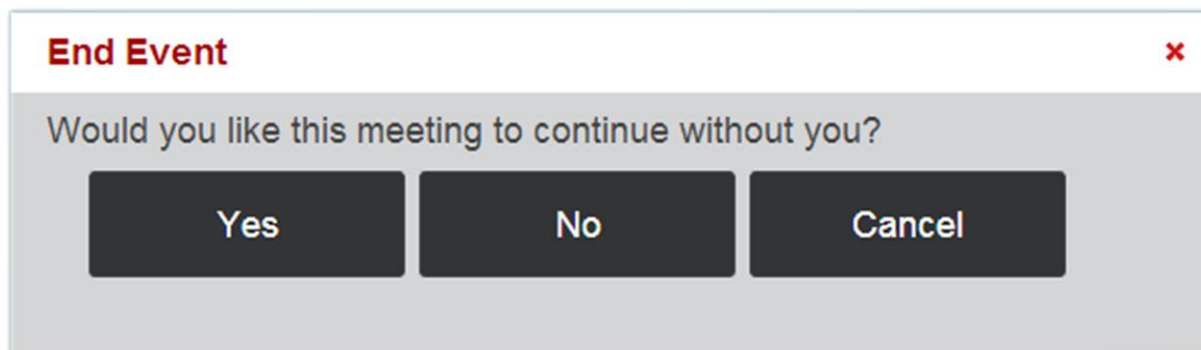 End Event
Would you like this meeting to continue without you?
Yes No Cancel